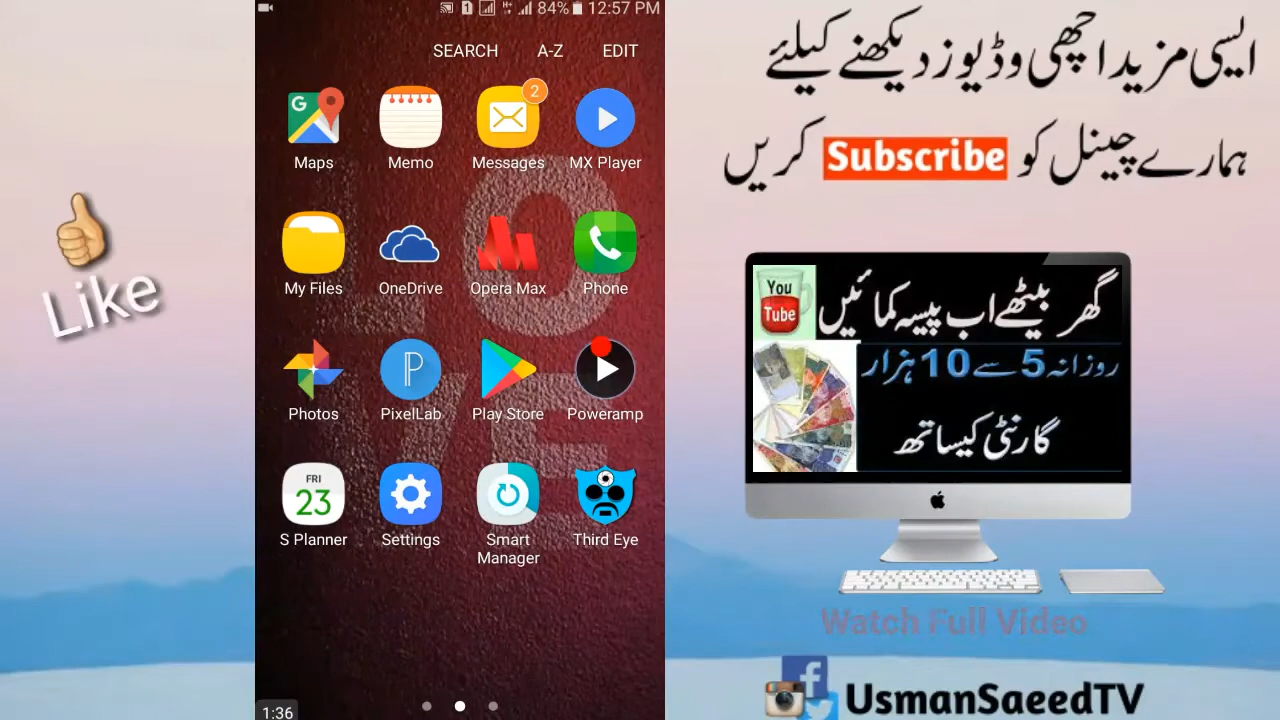 84% 12:57 PM
SEARCH A-Z EDIT
G
2
Maps Memo Messages MX Player
My Files OneDrive Opera Max Phone
Photos PixelLab Play Store Poweramp
FRI
23
S Planner Settings Smart Manager Third Eye
1:36
Like
ایسی مزید اچھی وڈیوز دیکھنے کیلئے
ہمارے چینل کو Subscribe کریں
You
Tube
گھر بیٹھے اب پیسہ کمائیں
روزانہ 5 سے 10 ہزار
گارنٹی کیساتھ
Watch Full Video
UsmanSaeedTV